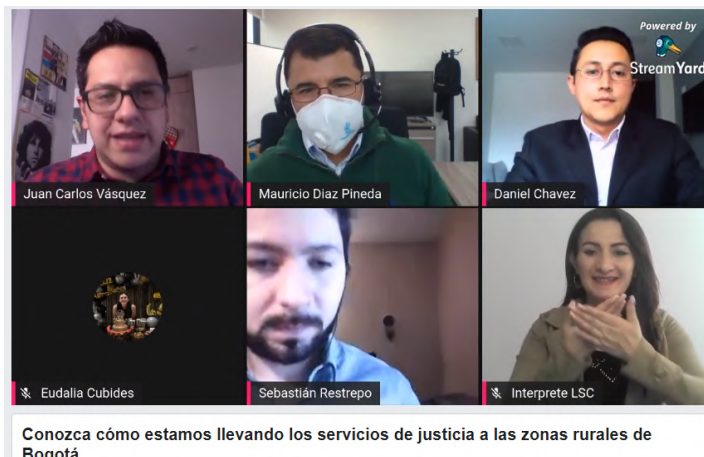 Powered by
StreamYard
Juan Carlos Vásquez
Mauricio Diaz Pineda
Daniel Chavez
Eudalia Cubides
Sebastián Restrepo
Interprete LSC
Conozca cómo estamos llevando los servicios de justicia a las zonas rurales de
Bogotá